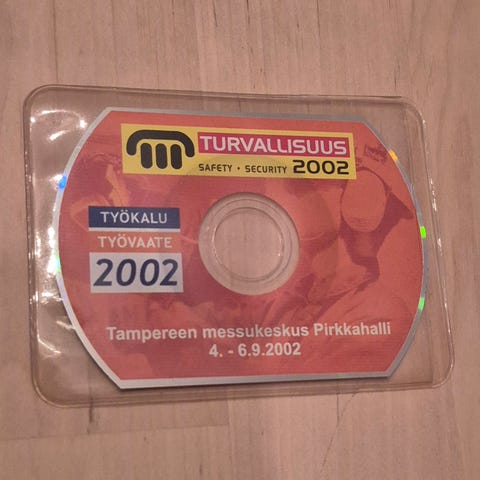 TURVALLISUUS
SAFETY • SECURITY 2002
TYÖKALU
TYÖVAATE
2002
Tampereen messukeskus Pirkkahalli
4. - 6.9.2002